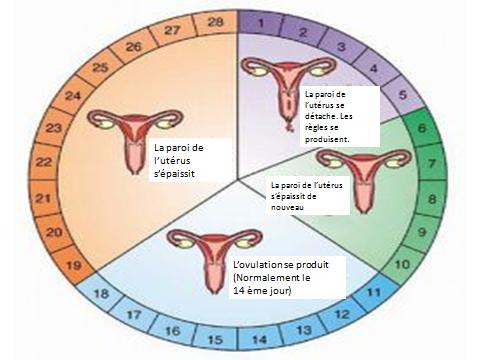 1
2
3
4
5
6
7
8
9
10
11
12
13
14
15
16
17
18
19
20
21
22
23
24
25
26
27
28
La paroi de
l'utérus se
détache. Les
règles se
produisent.
La paroi de l'utérus
s'épaissit de
nouveau
L'ovulation se produit
(Normalement le
14 ème jour)
La paroi de
l'utérus
s'épaissit